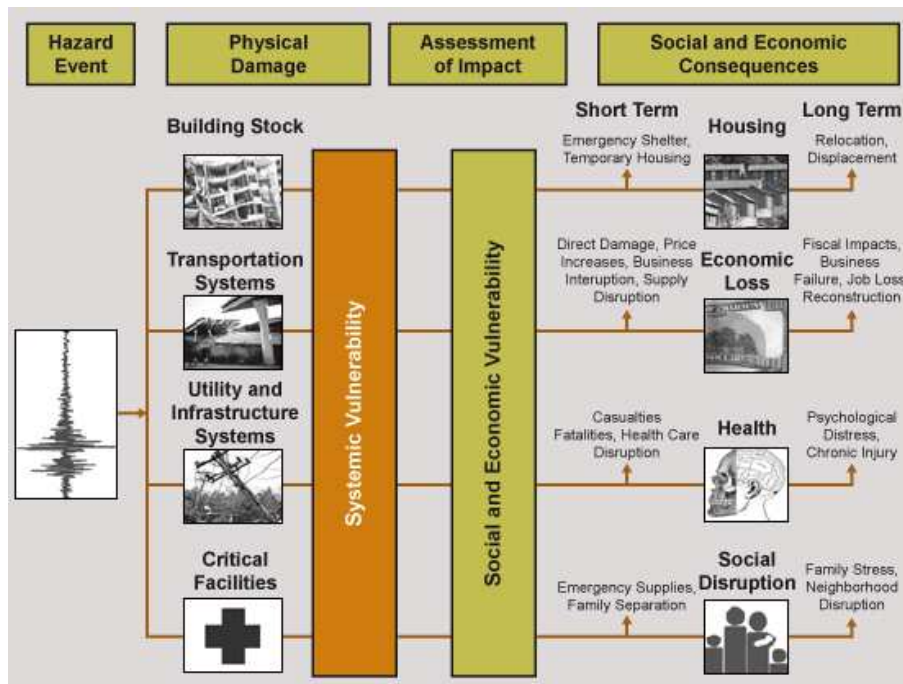 Hazard
Event
Physical
Damage
Assessment
of Impact
Social and Economic
Consequences
Building Stock
Transportation
Systems
Utility and
Infrastructure
Systems
Critical
Facilities
Systemic Vulnerability
Social and Economic Vulnerability
Short Term
Emergency Shelter,
Temporary Housing
Housing
Long Term
Relocation,
Displacement
Direct Damage, Price
Increases, Business
Interuption, Supply
Disruption
Economic
Loss
Fiscal Impacts,
Business
Failure, Job Loss
Reconstruction
Casualties
Fatalities, Health Care
Disruption
Health
Psychological
Distress,
Chronic Injury
Emergency Supplies,
Family Separation
Social
Disruption
Family Stress,
Neighborhood
Disruption